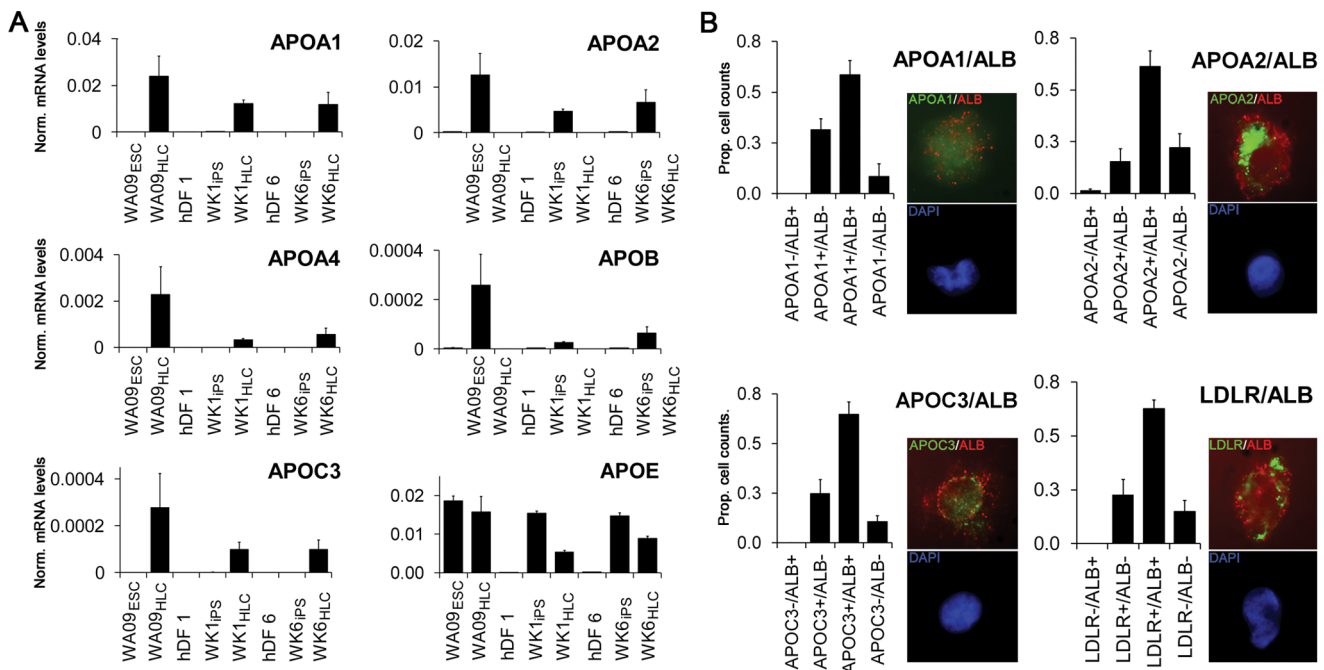 A
Norm. mRNA levels
APOA1
0.04
0.02
0
WA09ESC
WA09HLC
hDF 1
WK1iPS
WK1HLC
hDF 6
WK6iPS
WK6HLC
APOA2
0.02
0.01
0
WA09ESC
WA09HLC
hDF 1
WK1iPS
WK1HLC
hDF 6
WK6iPS
WK6HLC
Norm. mRNA levels
APOA4
0.004
0.002
0
WA09ESC
WA09HLC
hDF 1
WK1iPS
WK1HLC
hDF 6
WK6iPS
WK6HLC
APOB
0.0004
0.0002
0
WA09ESC
WA09HLC
hDF 1
WK1iPS
WK1HLC
hDF 6
WK6iPS
WK6HLC
Norm. mRNA levels
APOC3
0.0004
0.0002
0
WA09ESC
WA09HLC
hDF 1
WK1iPS
WK1HLC
hDF 6
WK6iPS
WK6HLC
APOE
0.02
0.01
0.00
WA09ESC
WA09HLC
hDF 1
WK1iPS
WK1HLC
hDF 6
WK6iPS
WK6HLC
B
Prop. cell counts
0.8
0.5
0.3
0.0
APOA1/ALB
APOA1/ALB
DAPI
APOA1-/ALB+
APOA1+/ALB-
APOA1+/ALB+
APOA1-/ALB-
0.8
0.6
0.4
0.2
0.0
APOA2/ALB
APOA2/ALB
DAPI
APOA2-/ALB+
APOA2+/ALB-
APOA2+/ALB+
APOA2-/ALB-
Prop. cell counts.
0.8
0.5
0.3
0.0
APOC3/ALB
APOC3/ALB
DAPI
APOC3-/ALB+
APOC3+/ALB-
APOC3+/ALB+
APOC3-/ALB-
0.8
0.5
0.3
0.0
LDLR/ALB
LDLR/ALB
DAPI
LDLR-/ALB+
LDLR+/ALB-
LDLR+/ALB+
LDLR-/ALB-